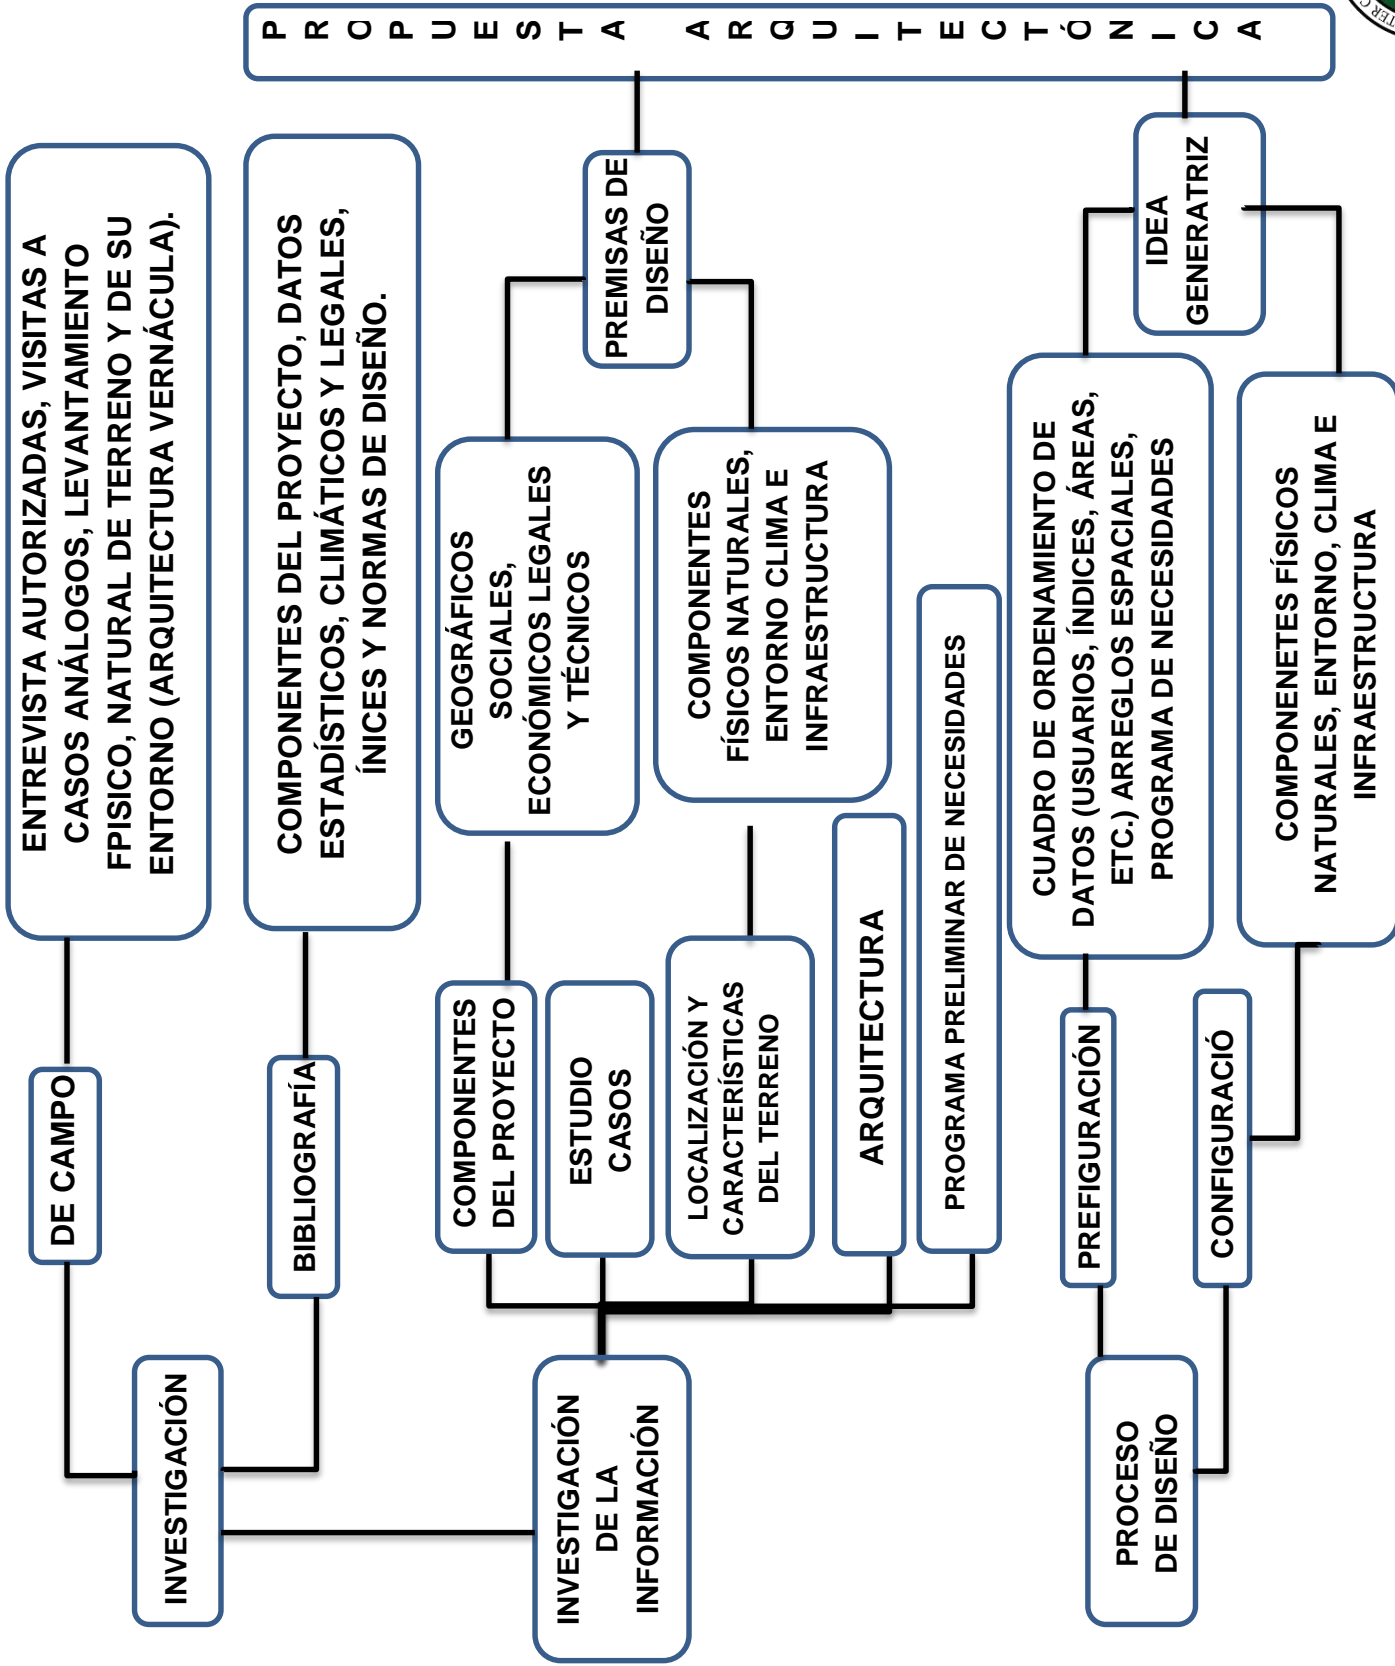 INVESTIGACIÓN
DE CAMPO
ENTREVISTA AUTORIZADAS, VISITAS A
CASOS ANÁLOGOS, LEVANTAMIENTO
FPISICO, NATURAL DE TERRENO Y DE SU
ENTORNO (ARQUITECTURA VERNÁCULA).
BIBLIOGRAFÍA
COMPONENTES DEL PROYECTO, DATOS
ESTADÍSTICOS, CLIMÁTICOS Y LEGALES,
ÍNICES Y NORMAS DE DISEÑO.
INVESTIGACIÓN
DE LA
INFORMACIÓN
COMPONENTES
DEL PROYECTO
GEOGRÁFICOS
SOCIALES,
ECONÓMICOS LEGALES
Y TÉCNICOS
ESTUDIO
CASOS
LOCALIZACIÓN Y
CARACTERÍSTICAS
DEL TERRENO
COMPONENTES
FÍSICOS NATURALES,
ENTORNO CLIMA E
INFRAESTRUCTURA
ARQUITECTURA
PROGRAMA PRELIMINAR DE NECESIDADES
PREMISAS DE
DISEÑO
PROCESO
DE DISEÑO
PREFIGURACIÓN
CUADRO DE ORDENAMIENTO DE
DATOS (USUARIOS, ÍNDICES, ÁREAS,
ETC.) ARREGLOS ESPACIALES,
PROGRAMA DE NECESIDADES
CONFIGURACIÓ
COMPONENETES FÍSICOS
NATURALES, ENTORNO, CLIMA E
INFRAESTRUCTURA
IDEA
GENERATRIZ
PROPUESTA ARQUITECTÓNICA